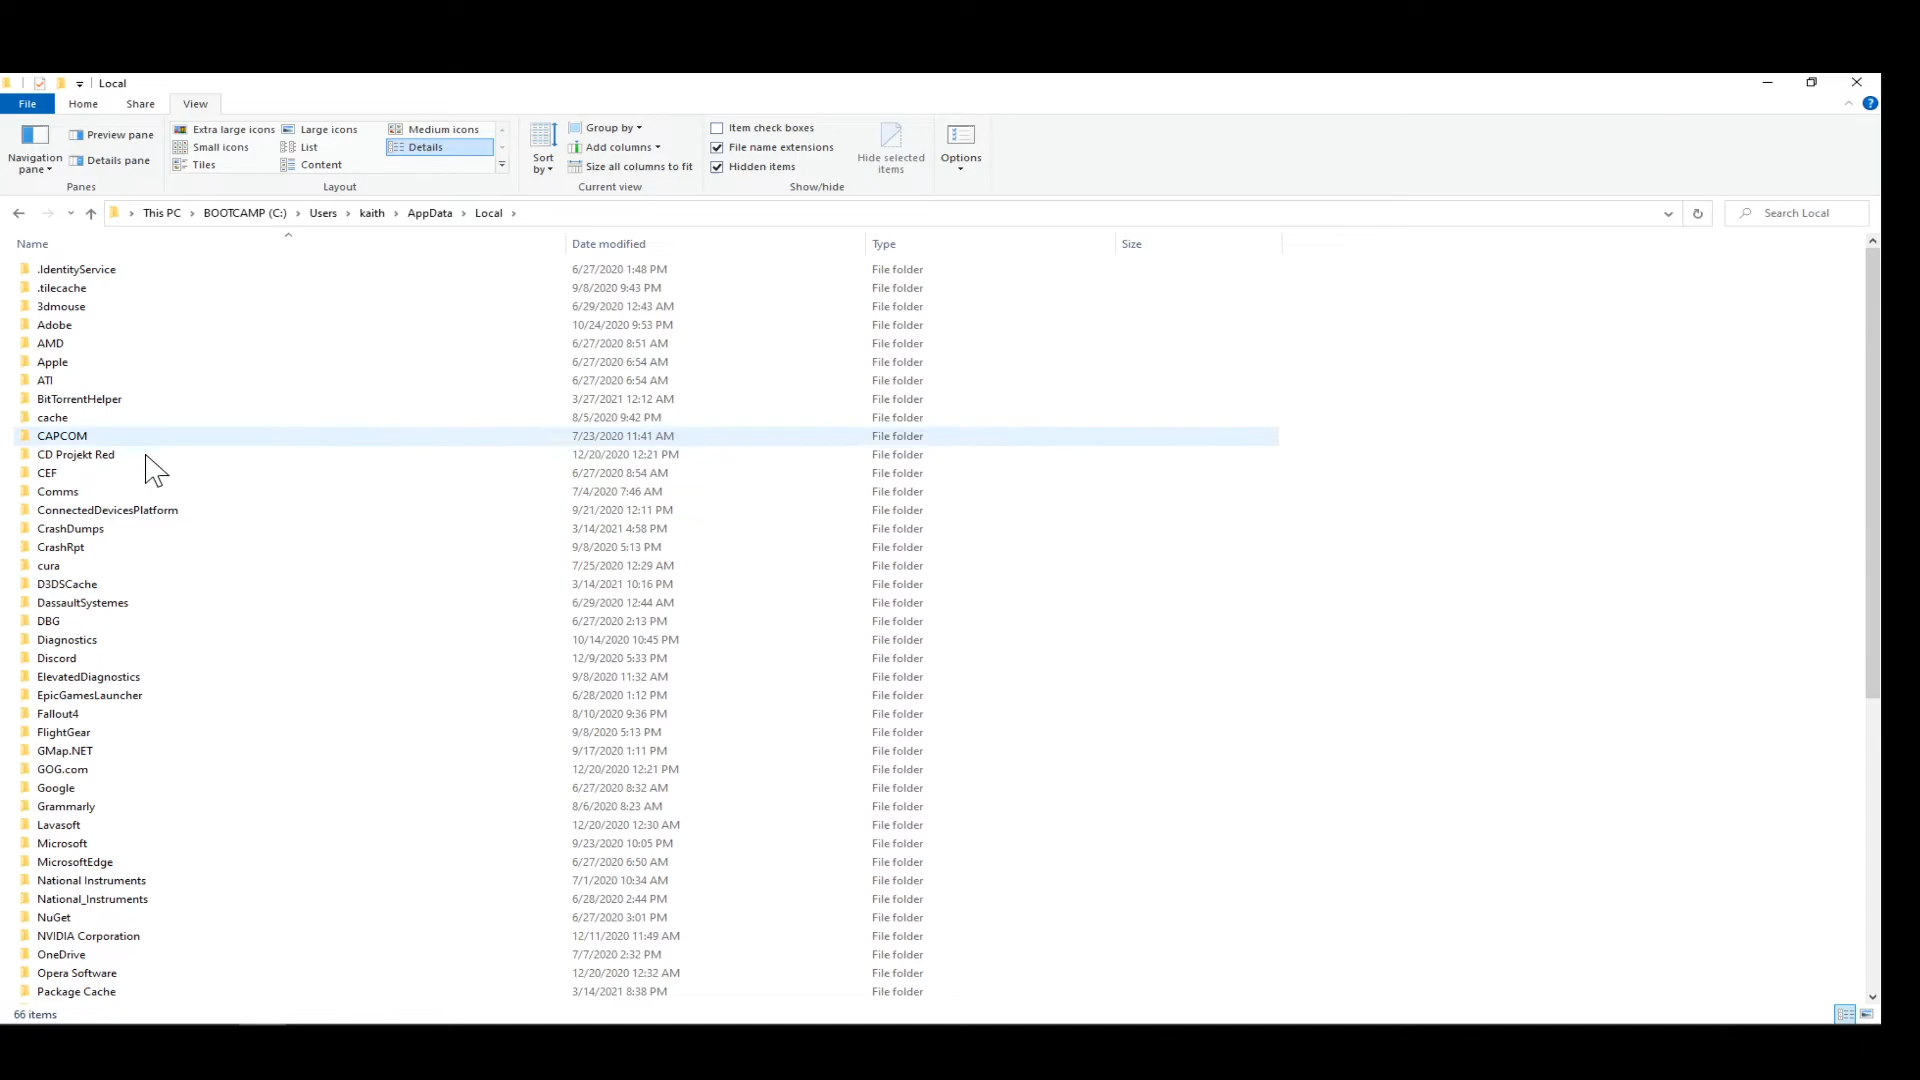 Local
File Home Share View
Navigation pane
Preview pane
Details pane
Panes
Extra large icons Large icons Medium icons
Small icons List Details
Tiles Content
Layout
Sort by
Group by
Add columns
Size all columns to fit
Current view
Item check boxes
File name extensions
Hidden items
Hide selected items
Show/hide
Options
This PC > BOOTCAMP (C:) > Users > kaith > AppData > Local >
Search Local
Name Date modified Type Size
.IdentityService 6/27/2020 1:48 PM File folder
.tilecache 9/8/2020 9:43 PM File folder
3dmouse 6/29/2020 12:43 AM File folder
Adobe 10/24/2020 9:53 PM File folder
AMD 6/27/2020 8:51 AM File folder
Apple 6/27/2020 6:54 AM File folder
ATI 6/27/2020 6:54 AM File folder
BitTorrentHelper 3/27/2021 12:12 AM File folder
cache 8/5/2020 9:42 PM File folder
CAPCOM 7/23/2020 11:41 AM File folder
CD Projekt Red 12/20/2020 12:21 PM File folder
CEF 6/27/2020 8:54 AM File folder
Comms 7/4/2020 7:46 AM File folder
ConnectedDevicesPlatform 9/21/2020 12:11 PM File folder
CrashDumps 3/14/2021 4:58 PM File folder
CrashRpt 9/8/2020 5:13 PM File folder
cura 7/25/2020 12:29 AM File folder
D3DSCache 3/14/2021 10:16 PM File folder
DassaultSystemes 6/29/2020 12:44 AM File folder
DBG 6/27/2020 2:13 PM File folder
Diagnostics 10/14/2020 10:45 PM File folder
Discord 12/9/2020 5:33 PM File folder
ElevatedDiagnostics 9/8/2020 11:32 AM File folder
EpicGamesLauncher 6/28/2020 1:12 PM File folder
Fallout4 8/10/2020 9:36 PM File folder
FlightGear 9/8/2020 5:13 PM File folder
GMap.NET 9/17/2020 1:11 PM File folder
GOG.com 12/20/2020 12:21 PM File folder
Google 6/27/2020 8:32 AM File folder
Grammarly 8/6/2020 8:23 AM File folder
Lavasoft 12/20/2020 12:30 AM File folder
Microsoft 9/23/2020 10:05 PM File folder
MicrosoftEdge 6/27/2020 6:50 AM File folder
National Instruments 7/1/2020 10:34 AM File folder
National_Instruments 6/28/2020 2:44 PM File folder
NuGet 6/27/2020 3:01 PM File folder
NVIDIA Corporation 12/11/2020 11:49 AM File folder
OneDrive 7/7/2020 2:32 PM File folder
Opera Software 12/20/2020 12:32 AM File folder
Package Cache 3/14/2021 8:38 PM File folder
66 items